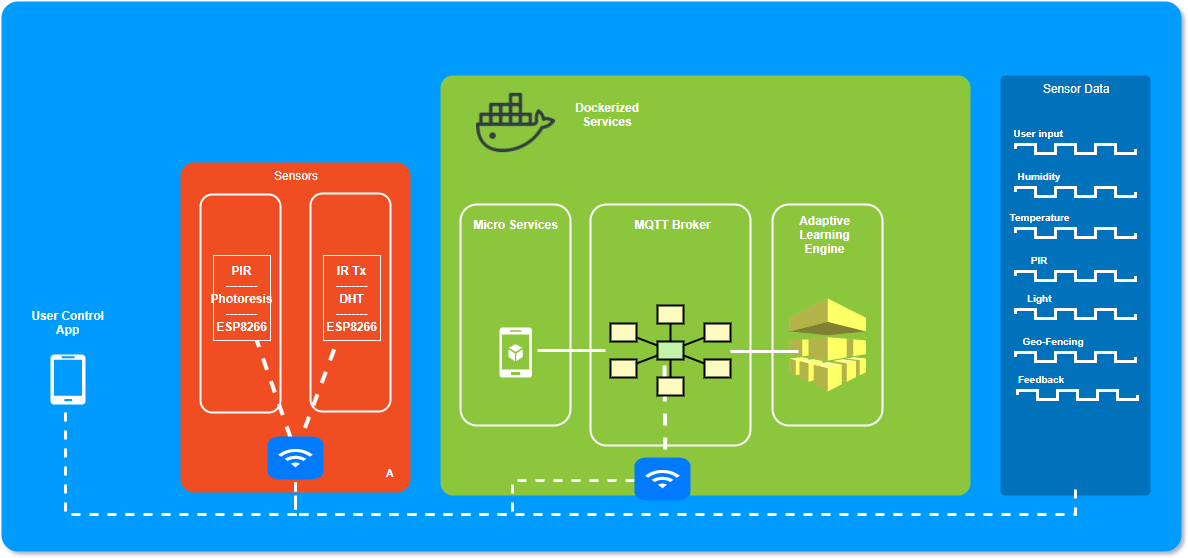 Sensor Data
Dockerized
Services
User input
Sensors
Humidity
Micro Services
MQTT Broker
Adaptive
Learning
Engine
Temperature
PIR
--------
Photoresis
--------
ESP8266
IR Tx
--------
DHT
--------
ESP8266
PIR
Light
User Control
App
Geo-Fencing
Feedback
A